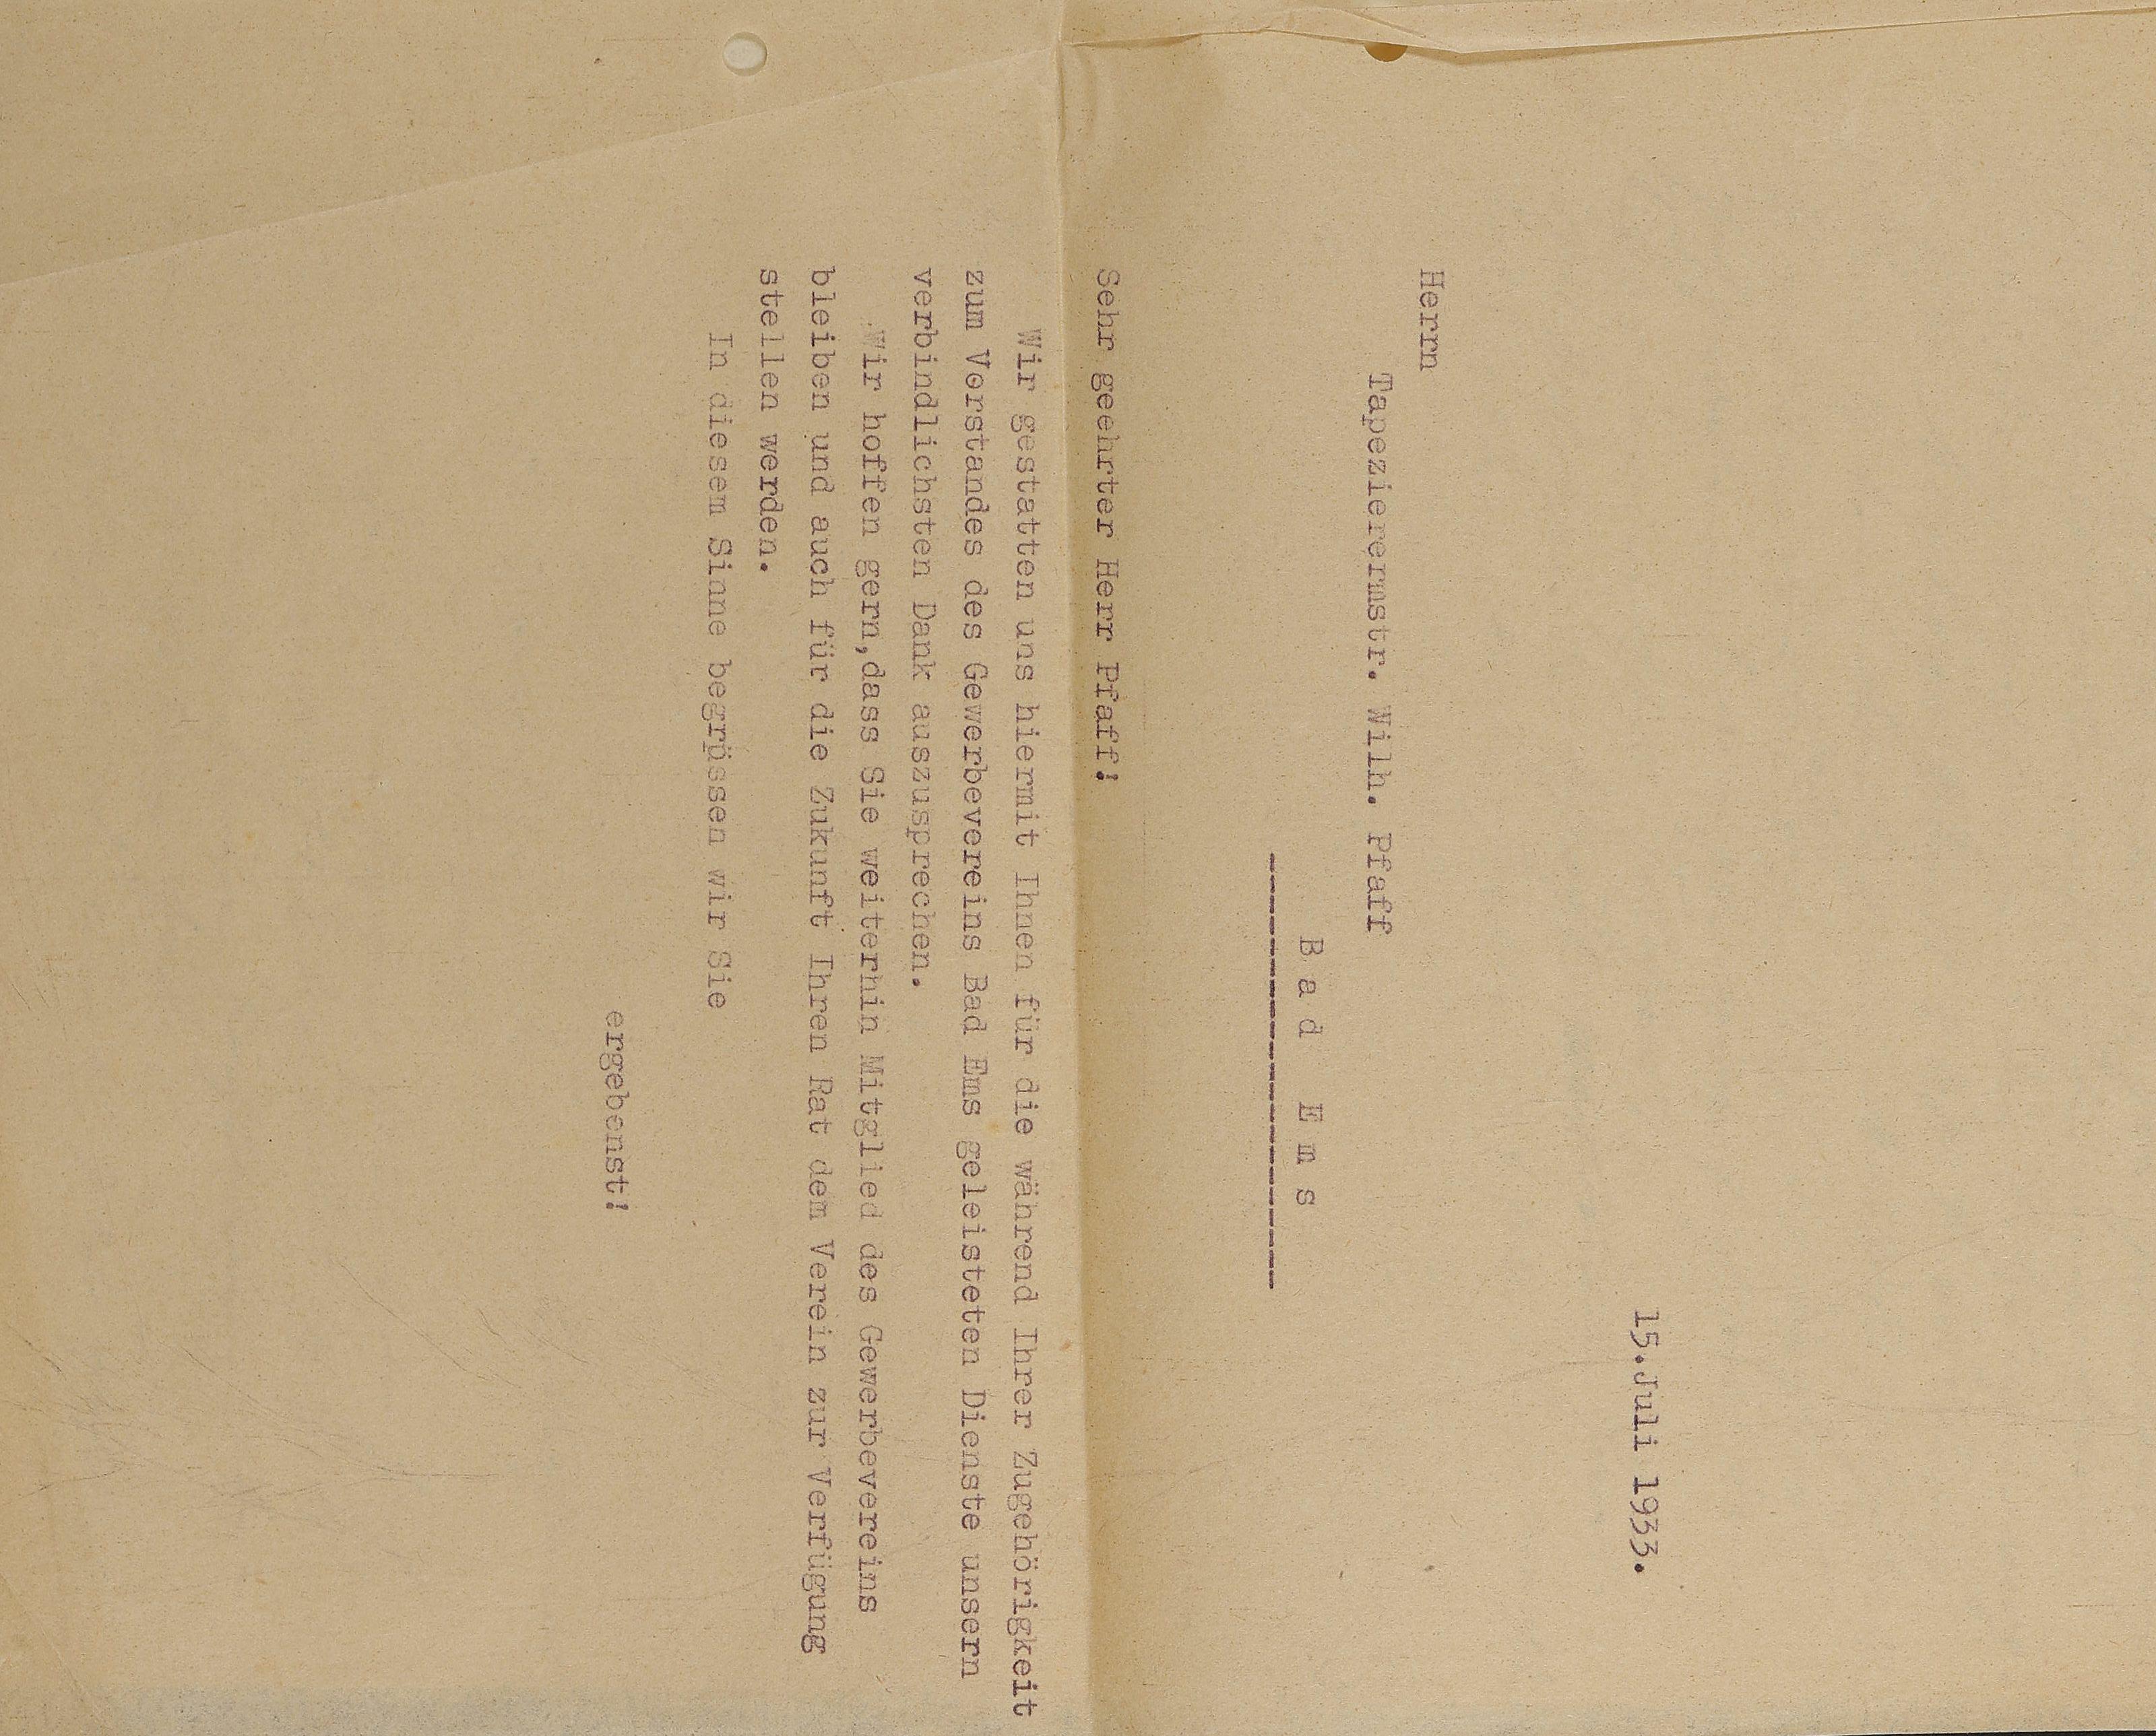 15.Juli 1933.
Herrn
Tapezierermstr. Wilh. Pfaff
B a d  E m s
Sehr geehrter Herr Pfaff!
Wir gestatten uns hiermit Ihnen für die während Ihrer Zugehörigkeit
zum Vorstandes des Gewerbevereins Bad Ems geleisteten Dienste unsern
verbindlichsten Dank auszusprechen.
Wir hoffen gern,dass Sie weiterhin Mitglied des Gewerbevereins
bleiben und auch für die Zukunft Ihren Rat dem Verein zur Verfügung
stellen werden.
In diesem Sinne begrüssen wir Sie
ergebenst!